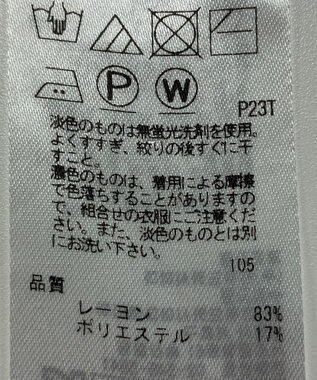 P
W
P23T
淡色のものは無蛍光洗剤を使用。
よくすすぎ、絞りの後すぐに干
すこと。
濃色のものは、着用による摩擦
で色落ちすることがありますの
で、組合せの衣服にご注意くだ
さい。また、淡色のものとは別
にお洗い下さい。
105
品質
レーヨン 83%
ポリエステル 17%